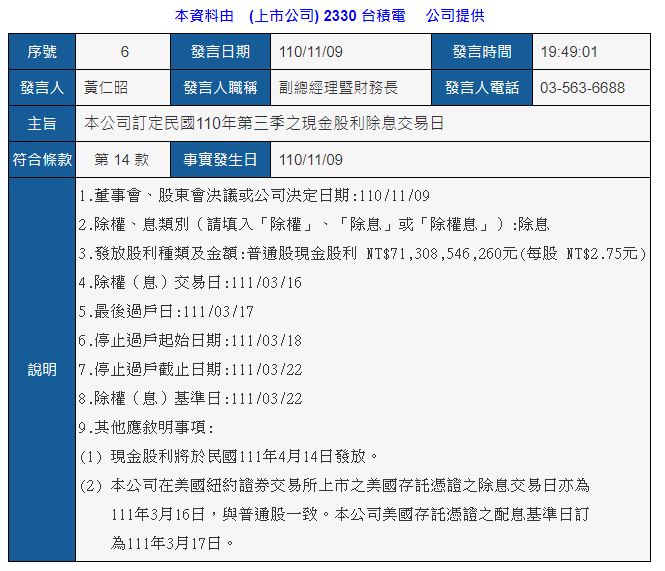 本資料由 (上市公司) 2330 台積電 公司提供
序號 6 發言日期 110/11/09 發言時間 19:49:01
發言人 黃仁昭 發言人職稱 副總經理暨財務長 發言人電話 03-563-6688
主旨 本公司訂定民國110年第三季之現金股利除息交易日
符合條款 第 14 款 事實發生日 110/11/09
說明
1.董事會、股東會決議或公司決定日期:110/11/09
2.除權、息類別（請填入「除權」、「除息」或「除權息」）:除息
3.發放股利種類及金額:普通股現金股利 NT$71,308,546,260元(每股 NT$2.75元)
4.除權（息）交易日:111/03/16
5.最後過戶日:111/03/17
6.停止過戶起始日期:111/03/18
7.停止過戶截止日期:111/03/22
8.除權（息）基準日:111/03/22
9.其他應敘明事項:
(1) 現金股利將於民國111年4月14日發放。
(2) 本公司在美國紐約證券交易所上市之美國存託憑證之除息交易日亦為
111年3月16日，與普通股一致。本公司美國存託憑證之配息基準日訂
為111年3月17日。